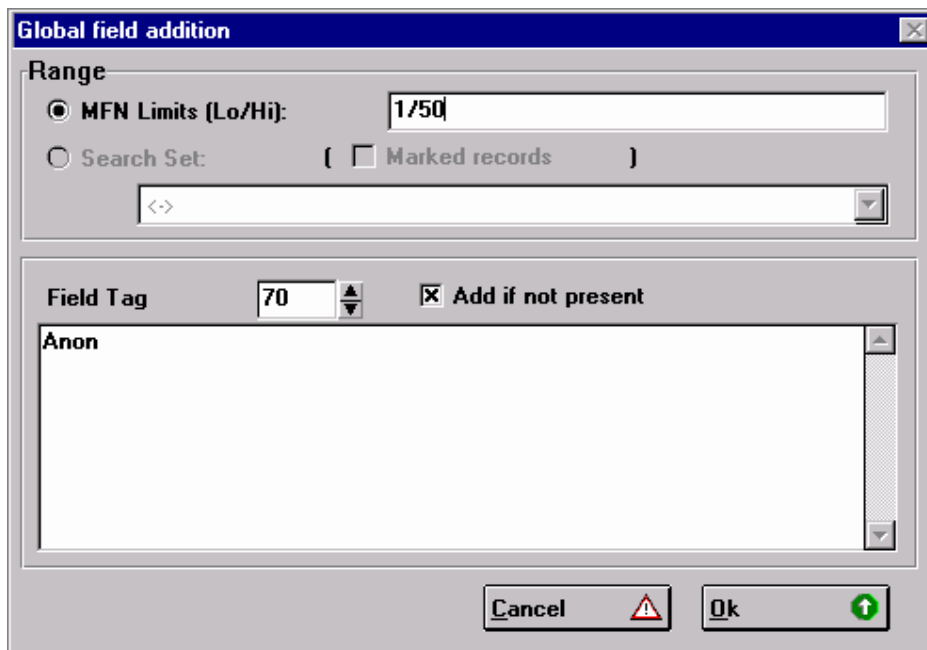 Global field addition
Range
MFN Limits (Lo/Hi): 1/50
Search Set: ( Marked records )
<->
Field Tag 70 Add if not present
Anon
Cancel Ok